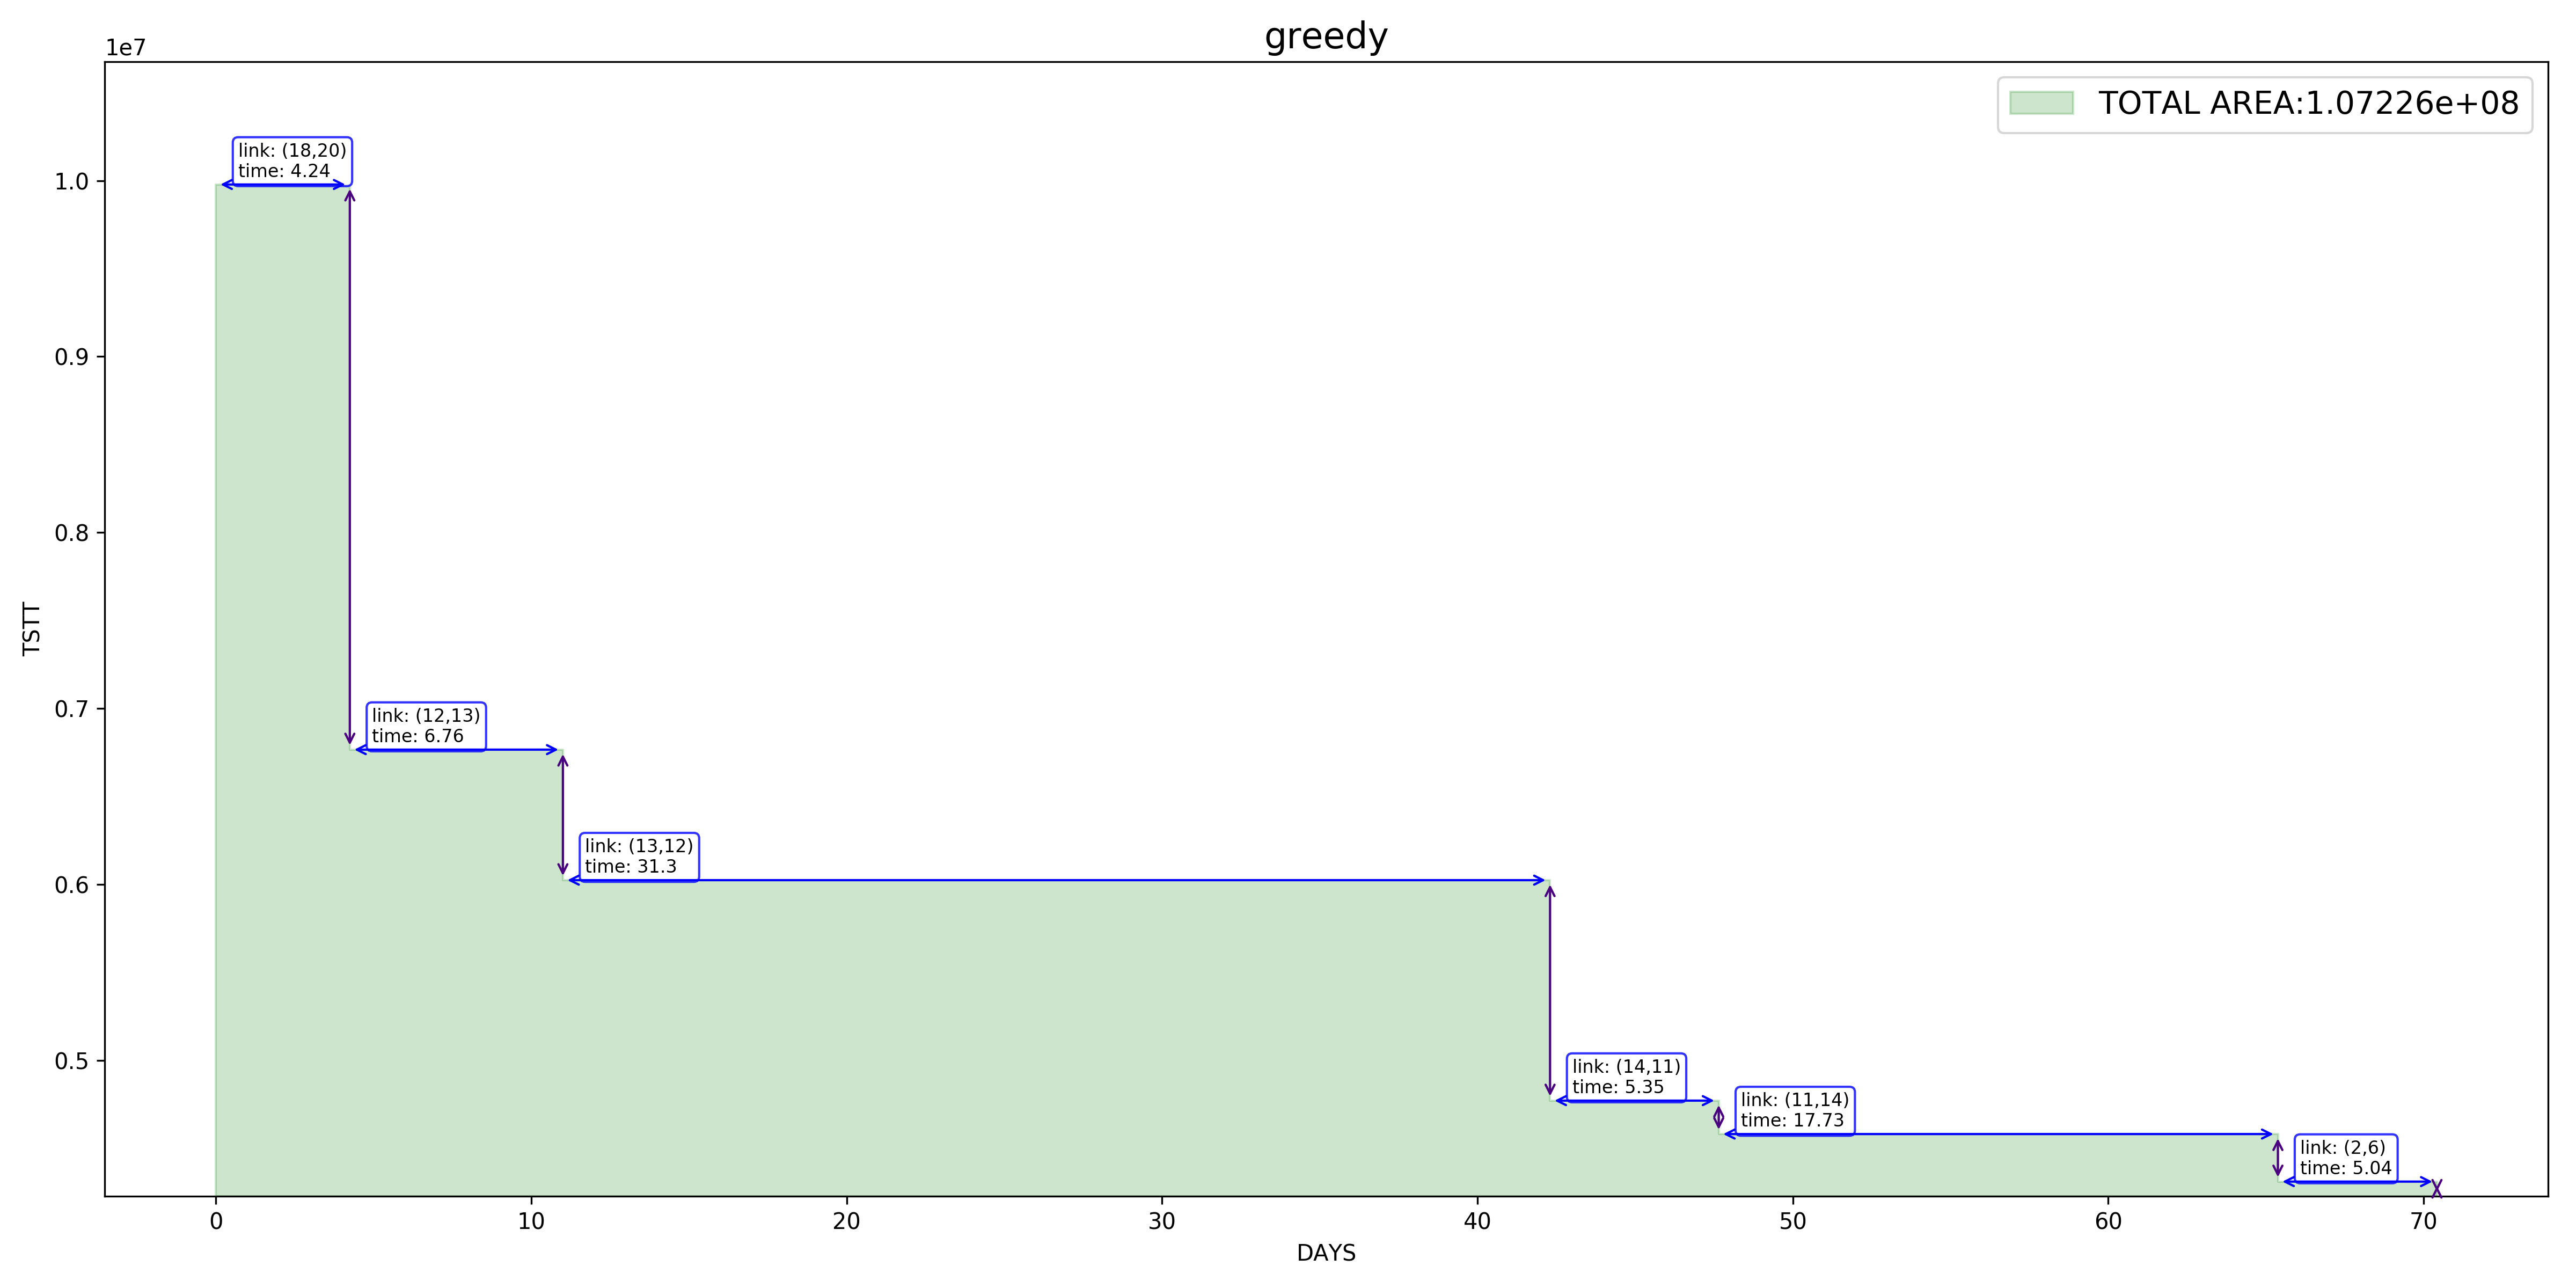 greedy
1e7
TOTAL AREA:1.07226e+08
link: (18,20)
time: 4.24
1.0
0.9
0.8
0.7
0.6
0.5
TSTT
link: (12,13)
time: 6.76
link: (13,12)
time: 31.3
link: (14,11)
time: 5.35
link: (11,14)
time: 17.73
link: (2,6)
time: 5.04
0 10 20 30 40 50 60 70
DAYS